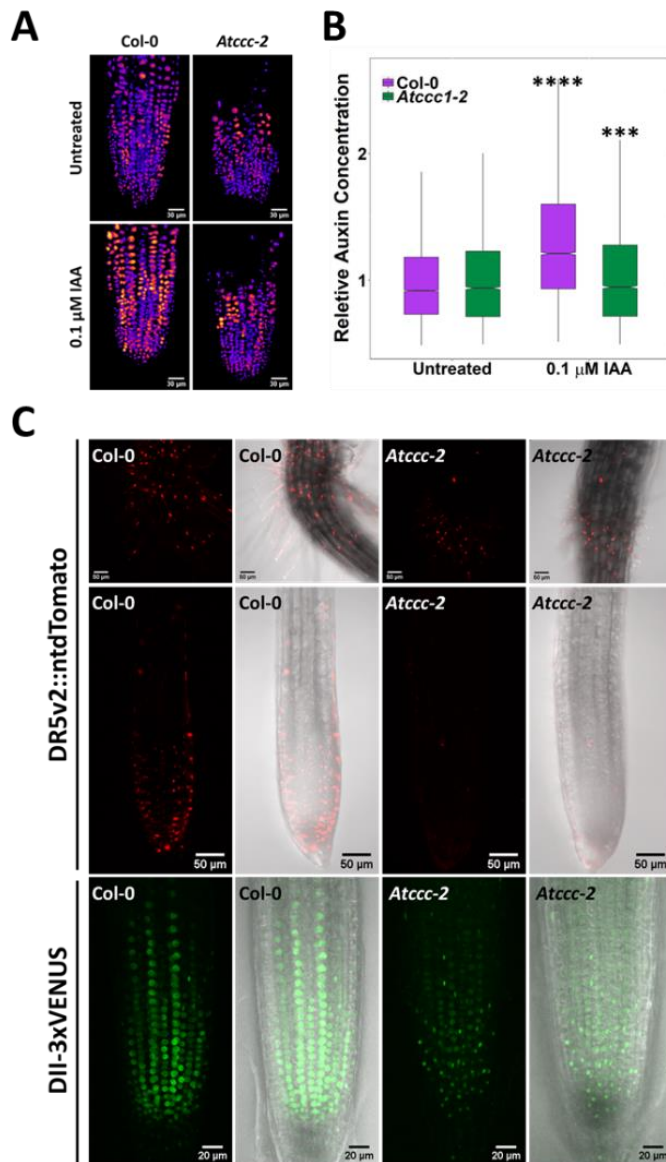 A
Col-0
Atccc-2
Untreated
30 µm
30 µm
0.1 µM IAA
30 µm
30 µm
B
Reletive Auxin Concentration
2
1
Col-0
Atccc1-2
****
***
Untreated
0.1 µM IAA
C
DR5v2::ntdTomato
Col-0
Col-0
Atccc-2
Atccc-2
50 µm
50 µm
50 µm
50 µm
Col-0
Col-0
Atccc-2
Atccc-2
50 µm
50 µm
50 µm
50 µm
DII-3xVENUS
Col-0
Col-0
Atccc-2
Atccc-2
20 µm
20 µm
20 µm
20 µm